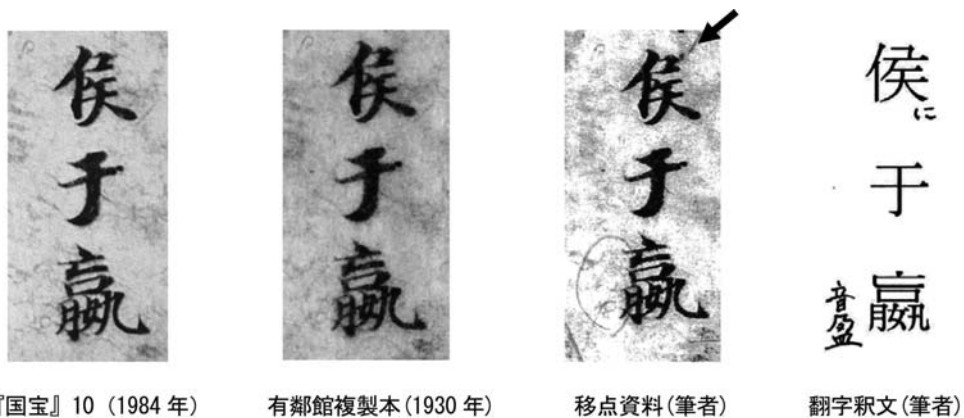 侯于嬴
侯于嬴
侯于嬴
侯に于嬴
音盈
『国宝』10（1984 年）
有鄰館複製本(1930 年)
移点資料(筆者)
翻字釈文(筆者)